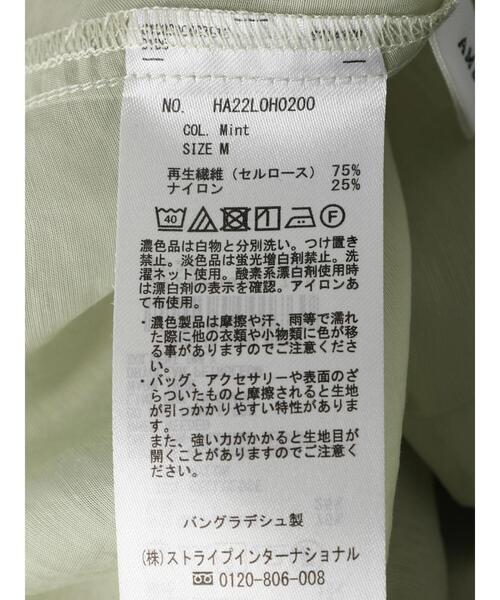 NO. HA22L0H0200
COL. Mint
SIZE M
再生繊維（セルロース） 75%
ナイロン 25%
40
F
濃色品は白物と分別洗い。つけ置き
禁止。淡色品は蛍光増白剤禁止。洗
濯ネット使用。酸素系漂白剤使用時
は漂白剤の表示を確認。アイロンあ
て布使用。
・濃色製品は摩擦や汗、雨等で濡れ
た際に他の衣類や小物類に色が移
る事がありますのでご注意くださ
い。
・バッグ、アクセサリーや表面のざ
らついたものと摩擦されると生地
が引っかかりやすい特性がありま
す。
また、強い力がかかると生地目が
開くことがありますのでご注意く
ださい。
バングラデシュ製
（株）ストライプインターナショナル
0120-806-008